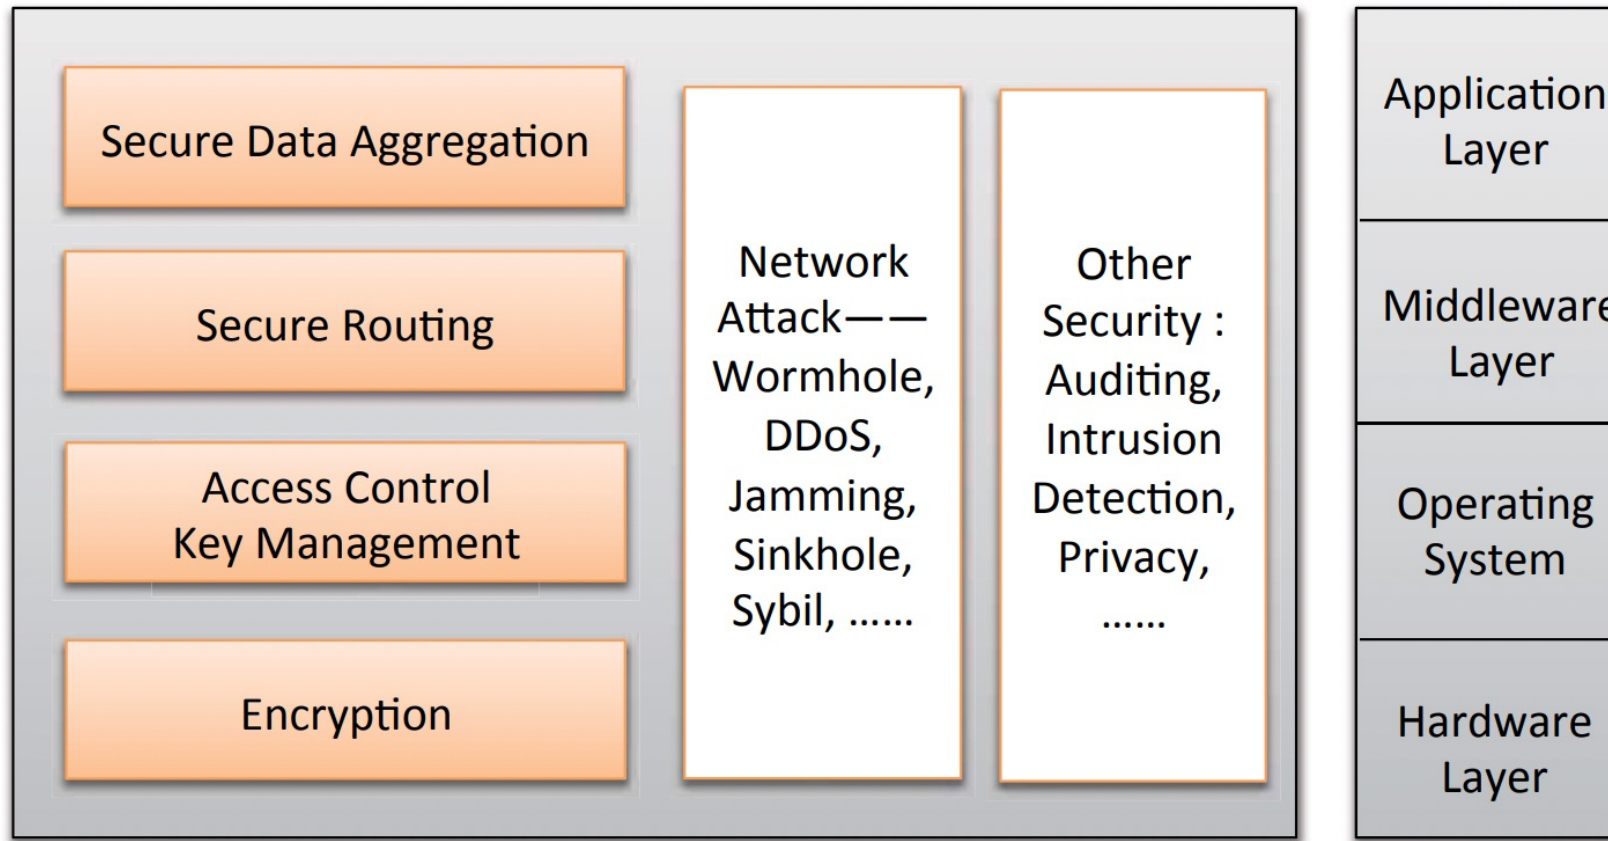 Secure Data Aggregation
Secure Routing
Access Control
Key Management
Encryption
Network
Attack——
Wormhole,
DDoS,
Jamming,
Sinkhole,
Sybil, ……
Other
Security :
Auditing,
Intrusion
Detection,
Privacy,
……
Application
Layer
Middleware
Layer
Operating
System
Hardware
Layer